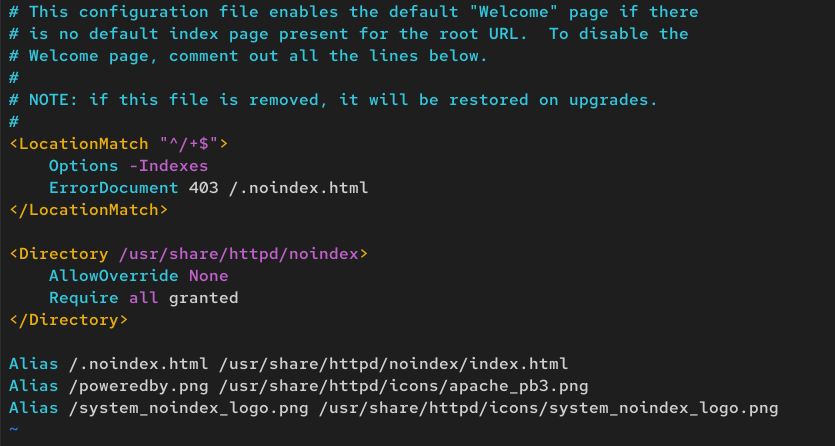 # This configuration file enables the default "Welcome" page if there
# is no default index page present for the root URL.  To disable the
# Welcome page, comment out all the lines below.
#
# NOTE: if this file is removed, it will be restored on upgrades.
#
<LocationMatch "^/+$">
    Options -Indexes
    ErrorDocument 403 /.noindex.html
</LocationMatch>

<Directory /usr/share/httpd/noindex>
    AllowOverride None
    Require all granted
</Directory>

Alias /.noindex.html /usr/share/httpd/noindex/index.html
Alias /poweredby.png /usr/share/httpd/icons/apache_pb3.png
Alias /system_noindex_logo.png /usr/share/httpd/icons/system_noindex_logo.png
~